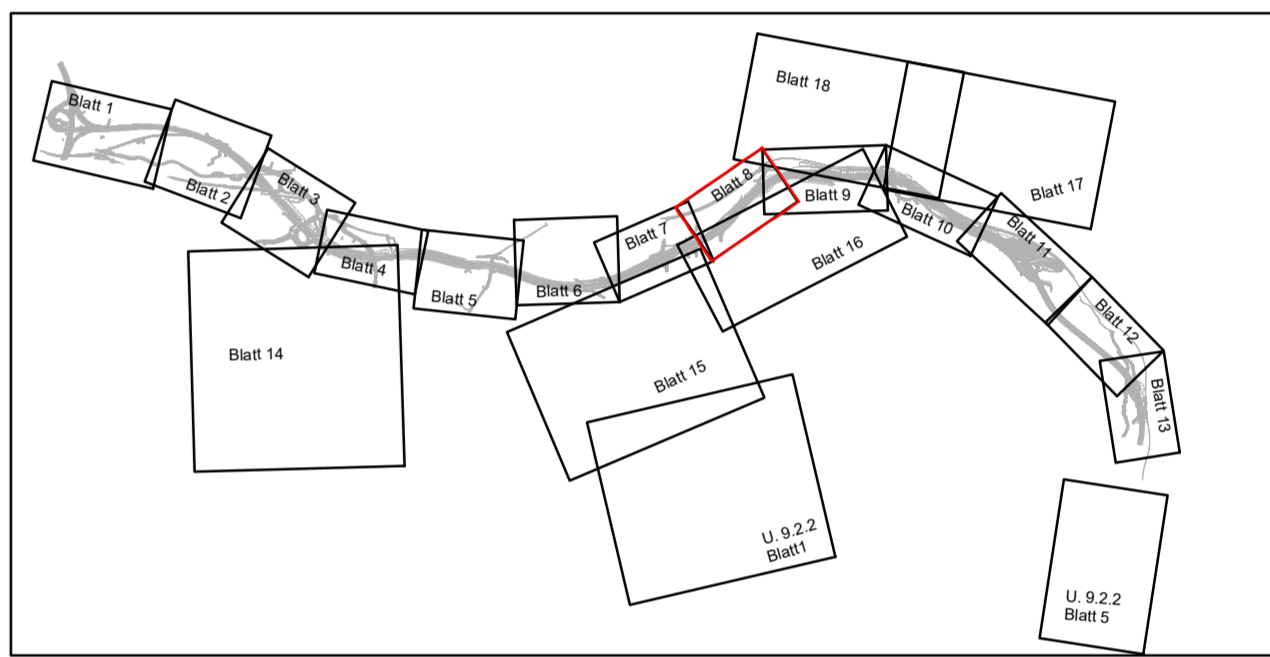 Blatt 1
Blatt 2
Blatt 3
Blatt 4
Blatt 5
Blatt 6
Blatt 7
Blatt 8
Blatt 9
Blatt 10
Blatt 11
Blatt 12
Blatt 13
Blatt 14
Blatt 15
Blatt 16
Blatt 17
Blatt 18
U. 9.2.2
Blatt1
U. 9.2.2
Blatt 5